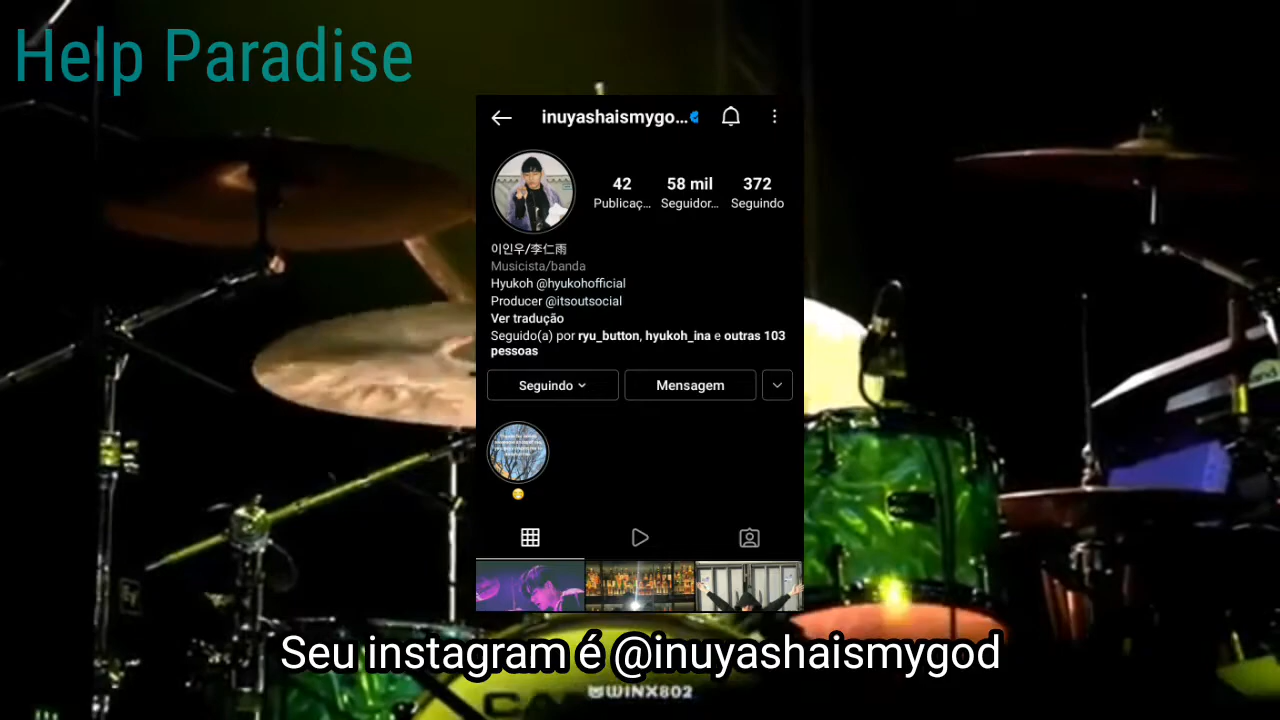 Help Paradise
inuyashaismygo...
42
58 mil
372
Publicaç...
Seguidor...
Seguindo
이인우/李仁雨
Musicista/banda
Hyukoh @hyukohofficial
Producer @itsoutsocial
Ver tradução
Seguido(a) por ryu_button, hyukoh_ina e outras 103
pessoas
Seguindo
Mensagem
Seu instagram é @inuyashaismygod
WINX802